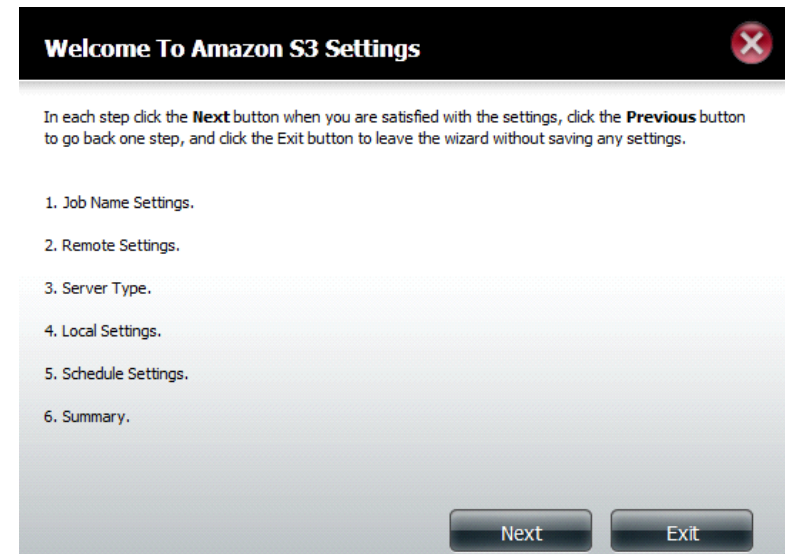 Welcome To Amazon S3 Settings
In each step click the Next button when you are satisfied with the settings, click the Previous button
to go back one step, and click the Exit button to leave the wizard without saving any settings.
1. Job Name Settings.
2. Remote Settings.
3. Server Type.
4. Local Settings.
5. Schedule Settings.
6. Summary.
Next Exit